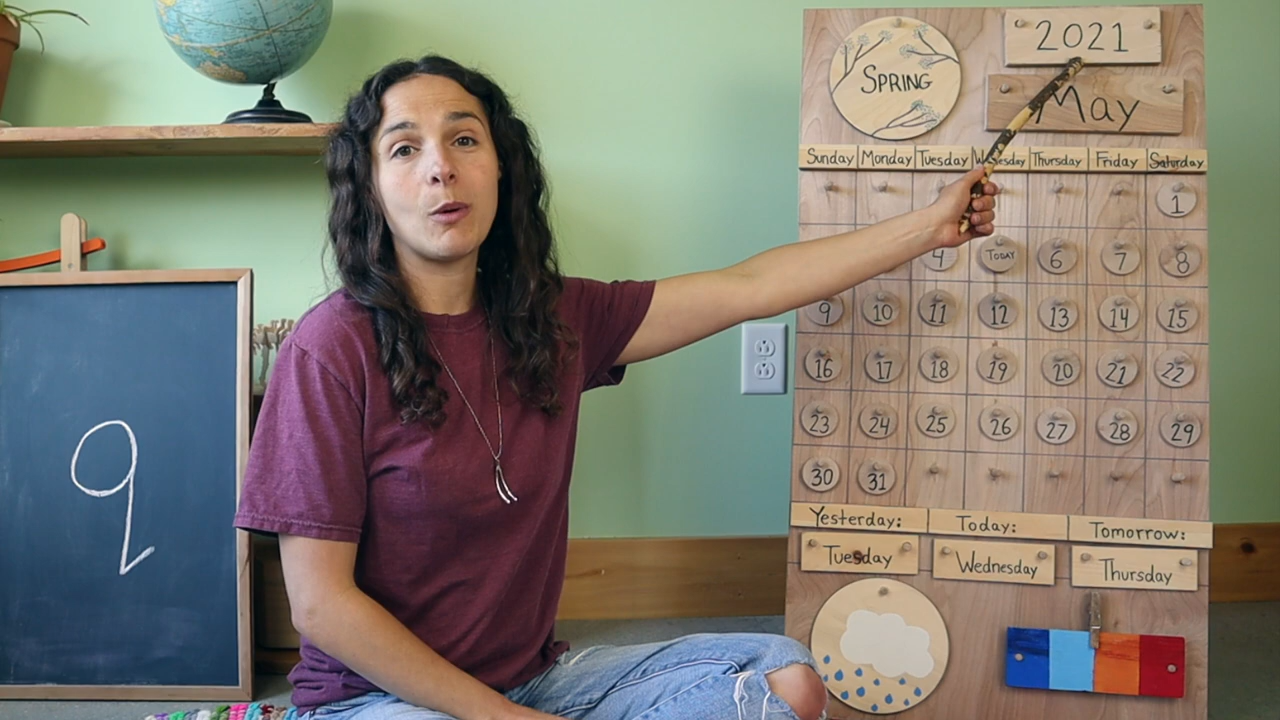 q
SPRING
2021
May
Sunday Monday Tuesday Wednesday Thursday Friday Saturday
1
4 TODAY 6 7 8
9 10 11 12 13 14 15
16 17 18 19 20 21 22
23 24 25 26 27 28 29
30 31
Yesterday: Today: Tomorrow:
Tuesday Wednesday Thursday